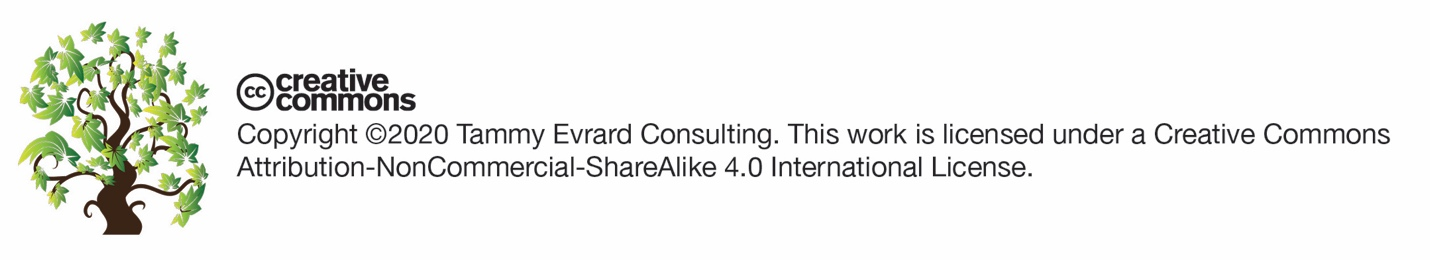 cc creative
commons
Copyright ©2020 Tammy Evrard Consulting. This work is licensed under a Creative Commons
Attribution-NonCommercial-ShareAlike 4.0 International License.